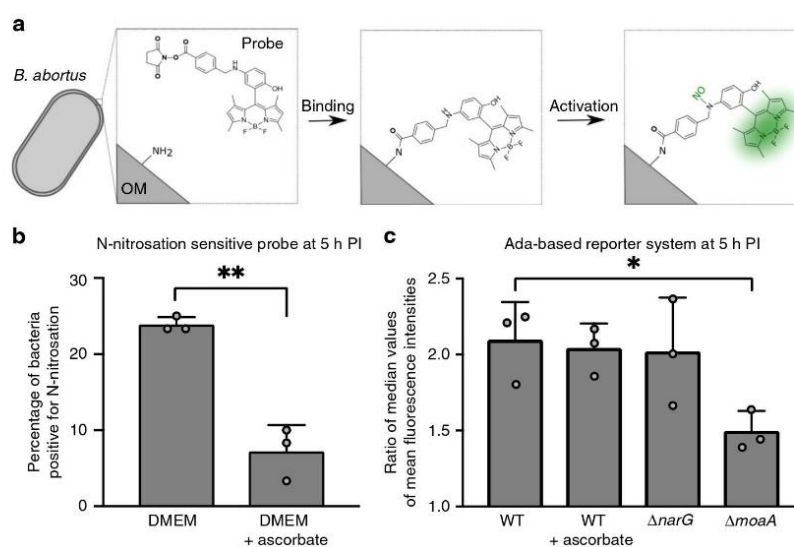 a
B. abortus
Probe
NH2
OM
Binding
Activation
O
N
O
O
O
H
N
OH
N
N
B
F
F
O
N
H
N
OH
N
N
B
F
F
NO
O
N
N
OH
N
N
B
F
F
b
N-nitrosation sensitive probe at 5 h PI
**
Percentage of bacteria
positive for N-nitrosation
30
20
10
0
DMEM
DMEM
+ ascorbate
c
Ada-based reporter system at 5 h PI
*
Ratio of median values
of mean fluorescence intensities
2.5
2.0
1.5
1.0
WT
WT
+ ascorbate
ΔnarG
ΔmoaA